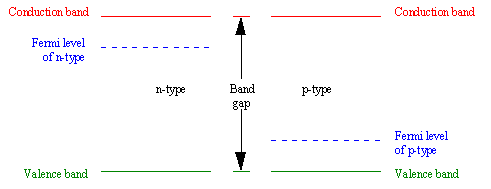 Conduction band
Conduction band
Fermi level
of n-type
n-type
Band
gap
p-type
Fermi level
of p-type
Valence band
Valence band